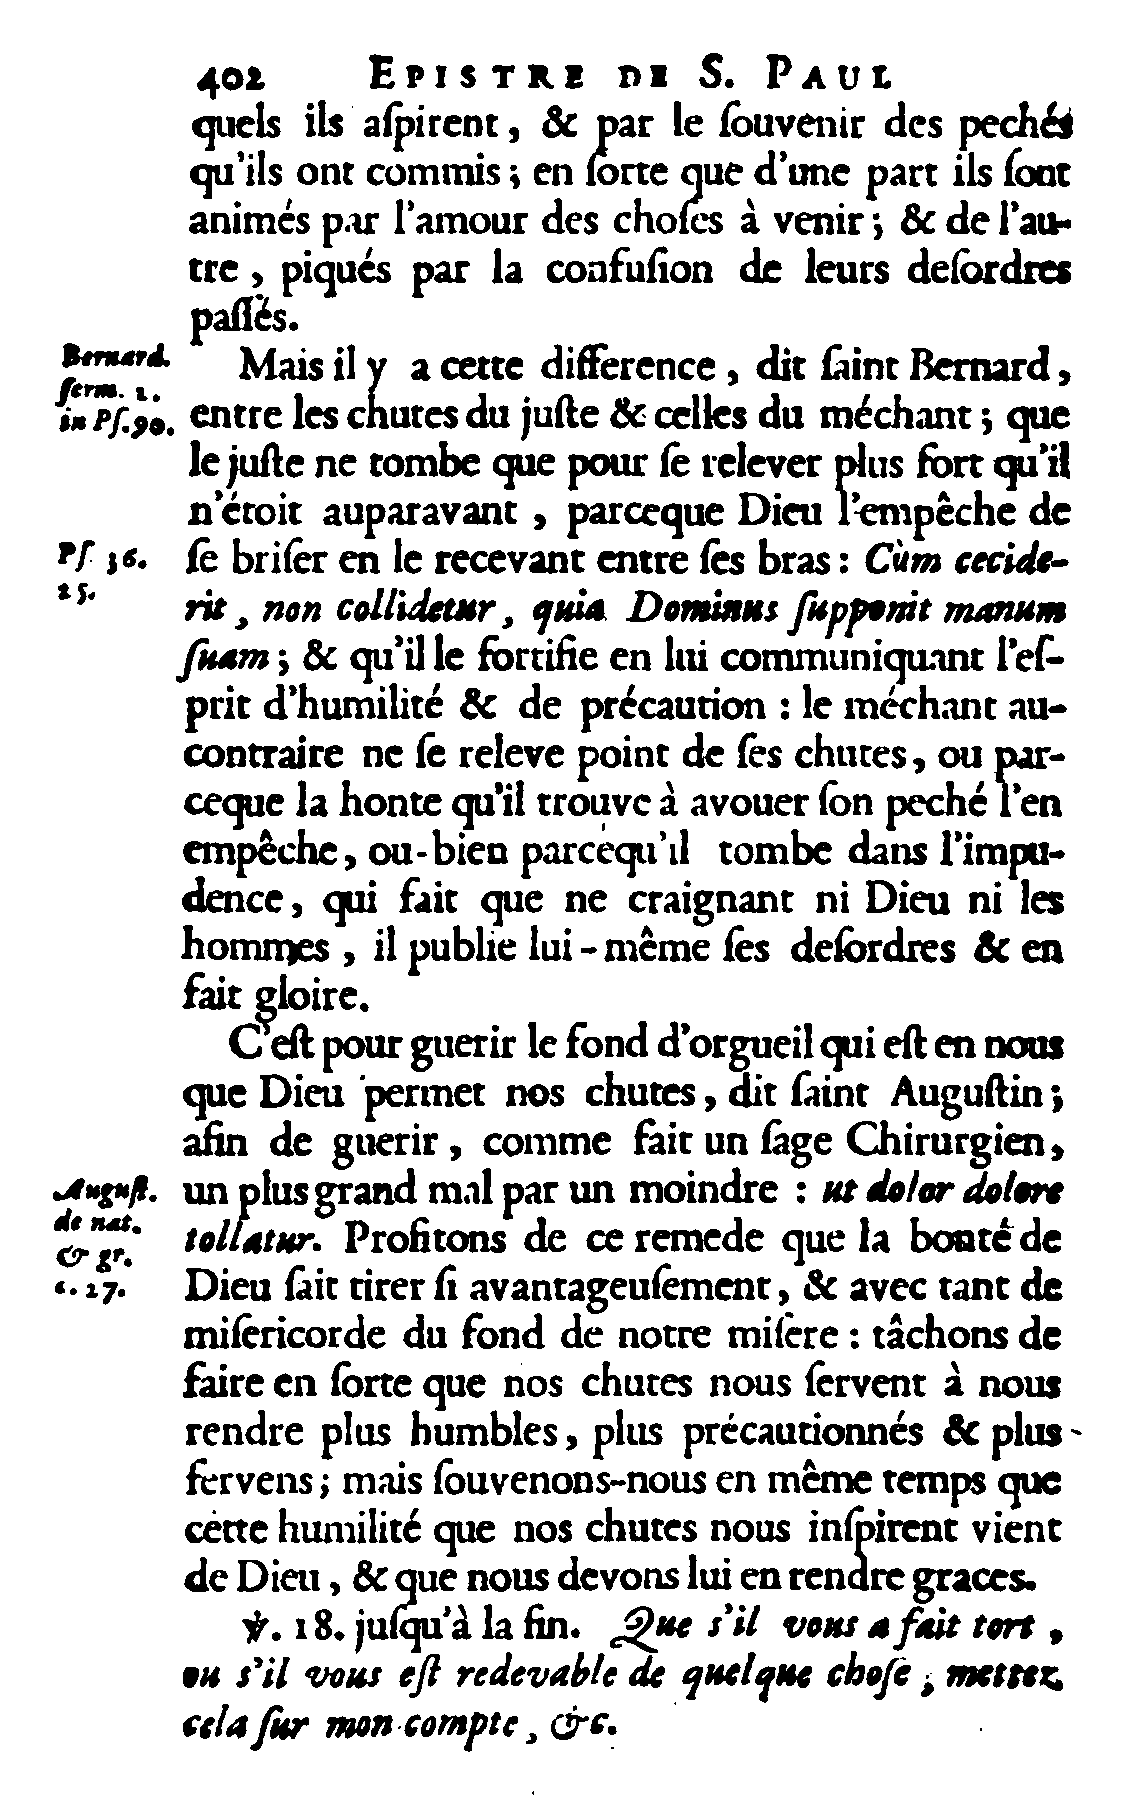 402 EPISTRE DE S. PAUL
quels ils aſpirent, & par le ſouvenir des pechés
qu'ils ont commis; en ſorte que d'une part ils ſont
animés par l'amour des choſes à venir; & de l'au-
tre, piqués par la confuſion de leurs deſordres
paſſés.
Bernard.
ſerm. 2.
in Pſ. 90.
Mais il y a cette difference, dit ſaint Bernard,
entre les chutes du juſte & celles du méchant; que
le juſte ne tombe que pour ſe relever plus fort qu'il
n'étoit auparavant, parceque Dieu l'empêche de
Pſ. 36.
25.
ſe briſer en le recevant entre ſes bras: Cùm cecide-
rit, non collidetur, quia Dominus ſupponit manum
ſuam; & qu'il le fortifie en lui communiquant l'eſ-
prit d'humilité & de précaution: le méchant au-
contraire ne ſe releve point de ſes chutes, ou par-
ceque la honte qu'il trouve à avouer ſon peché l'en
empêche, ou-bien parcequ'il tombe dans l'impu-
dence, qui fait que ne craignant ni Dieu ni les
hommes, il publie lui-même ſes deſordres & en
fait gloire.
C'eſt pour guerir le fond d'orgueil qui eſt en nous
que Dieu permet nos chutes, dit ſaint Auguſtin;
afin de guerir, comme fait un ſage Chirurgien,
Auguſt.
de nat.
& gr.
c. 27.
un plus grand mal par un moindre: ut dolor dolore
tollatur. Profitons de ce remede que la bonté de
Dieu ſait tirer ſi avantageuſement, & avec tant de
miſericorde du fond de notre miſere: tâchons de
faire en ſorte que nos chutes nous ſervent à nous
rendre plus humbles, plus précautionnés & plus
fervens; mais ſouvenons-nous en même temps que
cette humilité que nos chutes nous inſpirent vient
de Dieu, & que nous devons lui en rendre graces.
℣. 18. juſqu'à la fin. Que s'il vous a fait tort,
ou s'il vous eſt redevable de quelque choſe, mettez
cela ſur mon compte, &c.